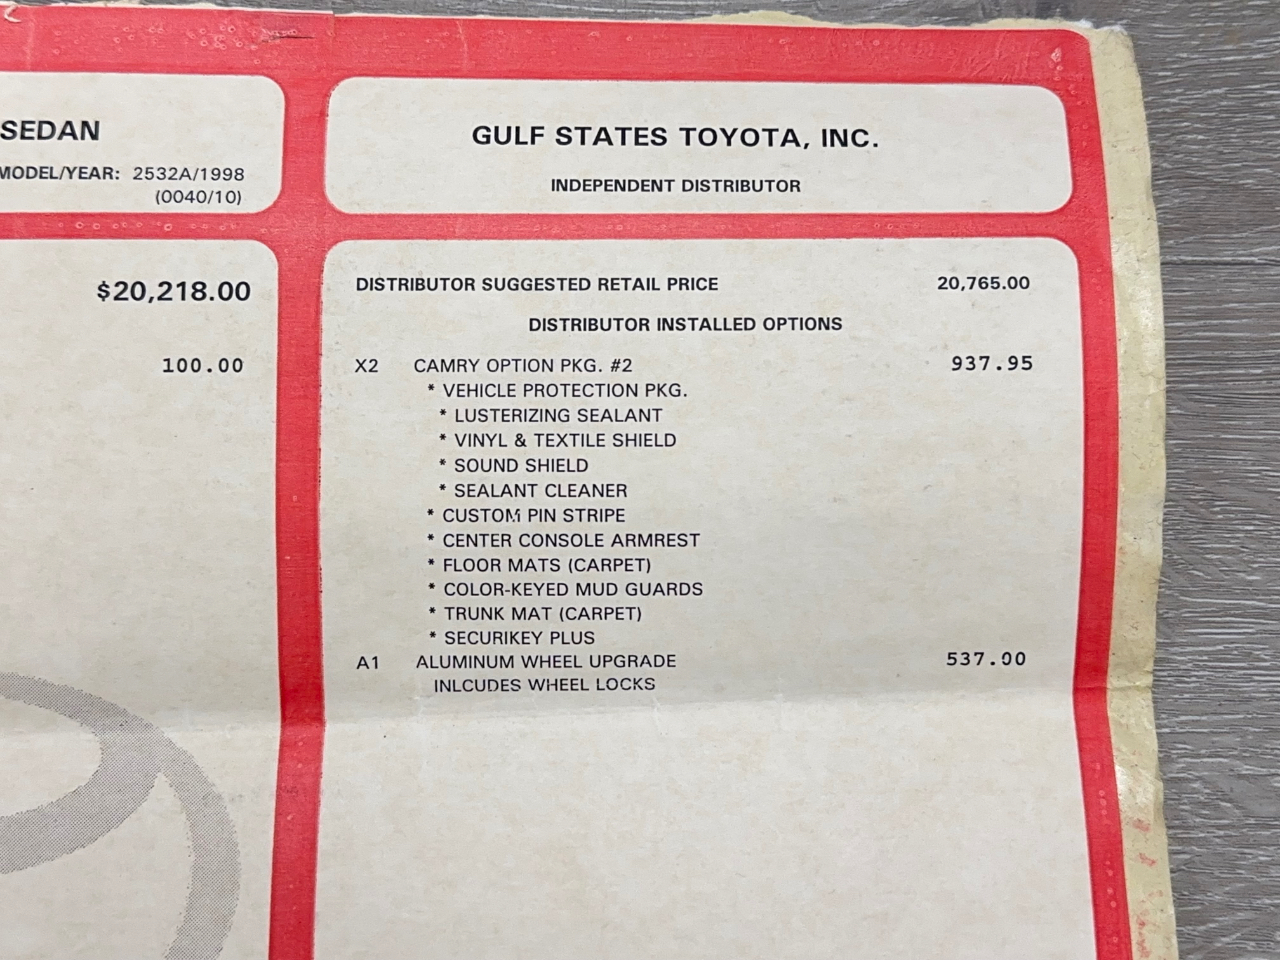 SEDAN
MODEL/YEAR: 2532A/1998
(0040/10)
$20,218.00
100.00
GULF STATES TOYOTA, INC.
INDEPENDENT DISTRIBUTOR
DISTRIBUTOR SUGGESTED RETAIL PRICE 20,765.00
DISTRIBUTOR INSTALLED OPTIONS
X2 CAMRY OPTION PKG. #2 937.95
* VEHICLE PROTECTION PKG.
* LUSTERIZING SEALANT
* VINYL & TEXTILE SHIELD
* SOUND SHIELD
* SEALANT CLEANER
* CUSTOM PIN STRIPE
* CENTER CONSOLE ARMREST
* FLOOR MATS (CARPET)
* COLOR-KEYED MUD GUARDS
* TRUNK MAT (CARPET)
* SECURIKEY PLUS
A1 ALUMINUM WHEEL UPGRADE 537.00
INLCUDES WHEEL LOCKS